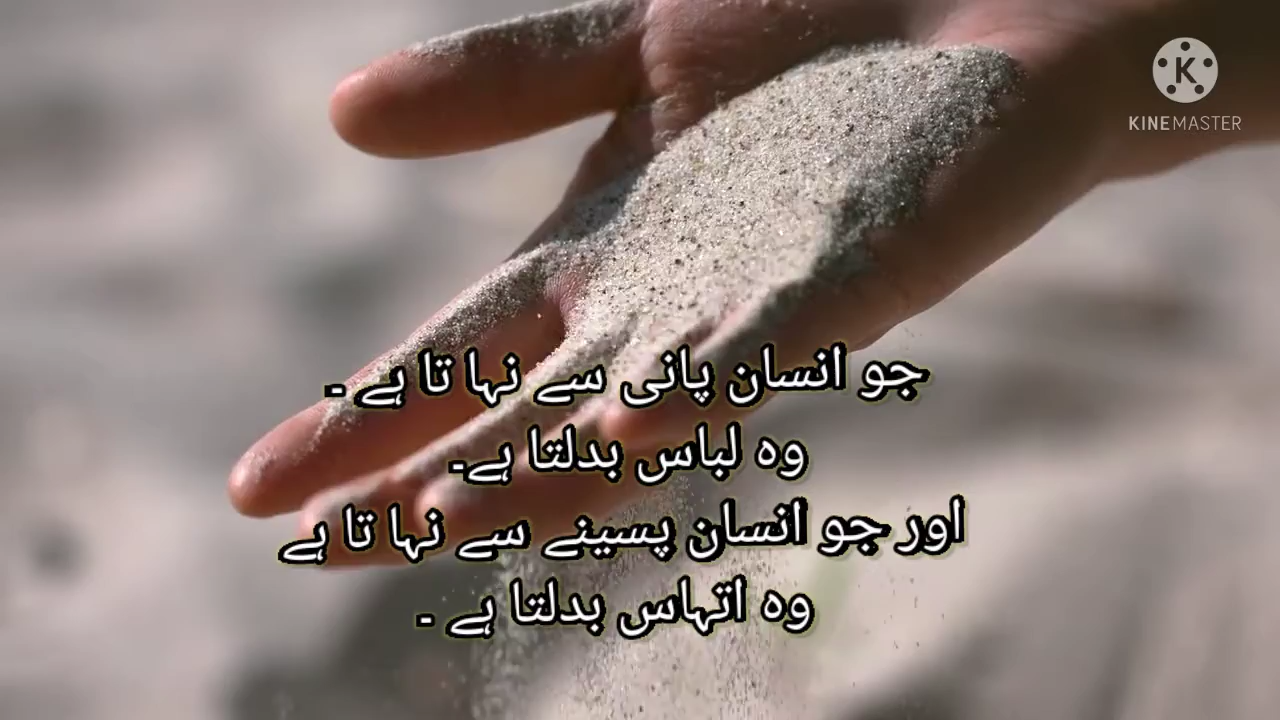 KINEMASTER
جو انسان پانی سے نہا تا ہے ۔
وہ لباس بدلتا ہے۔
اور جو انسان پسینے سے نہا تا ہے
وہ اتہاس بدلتا ہے ۔